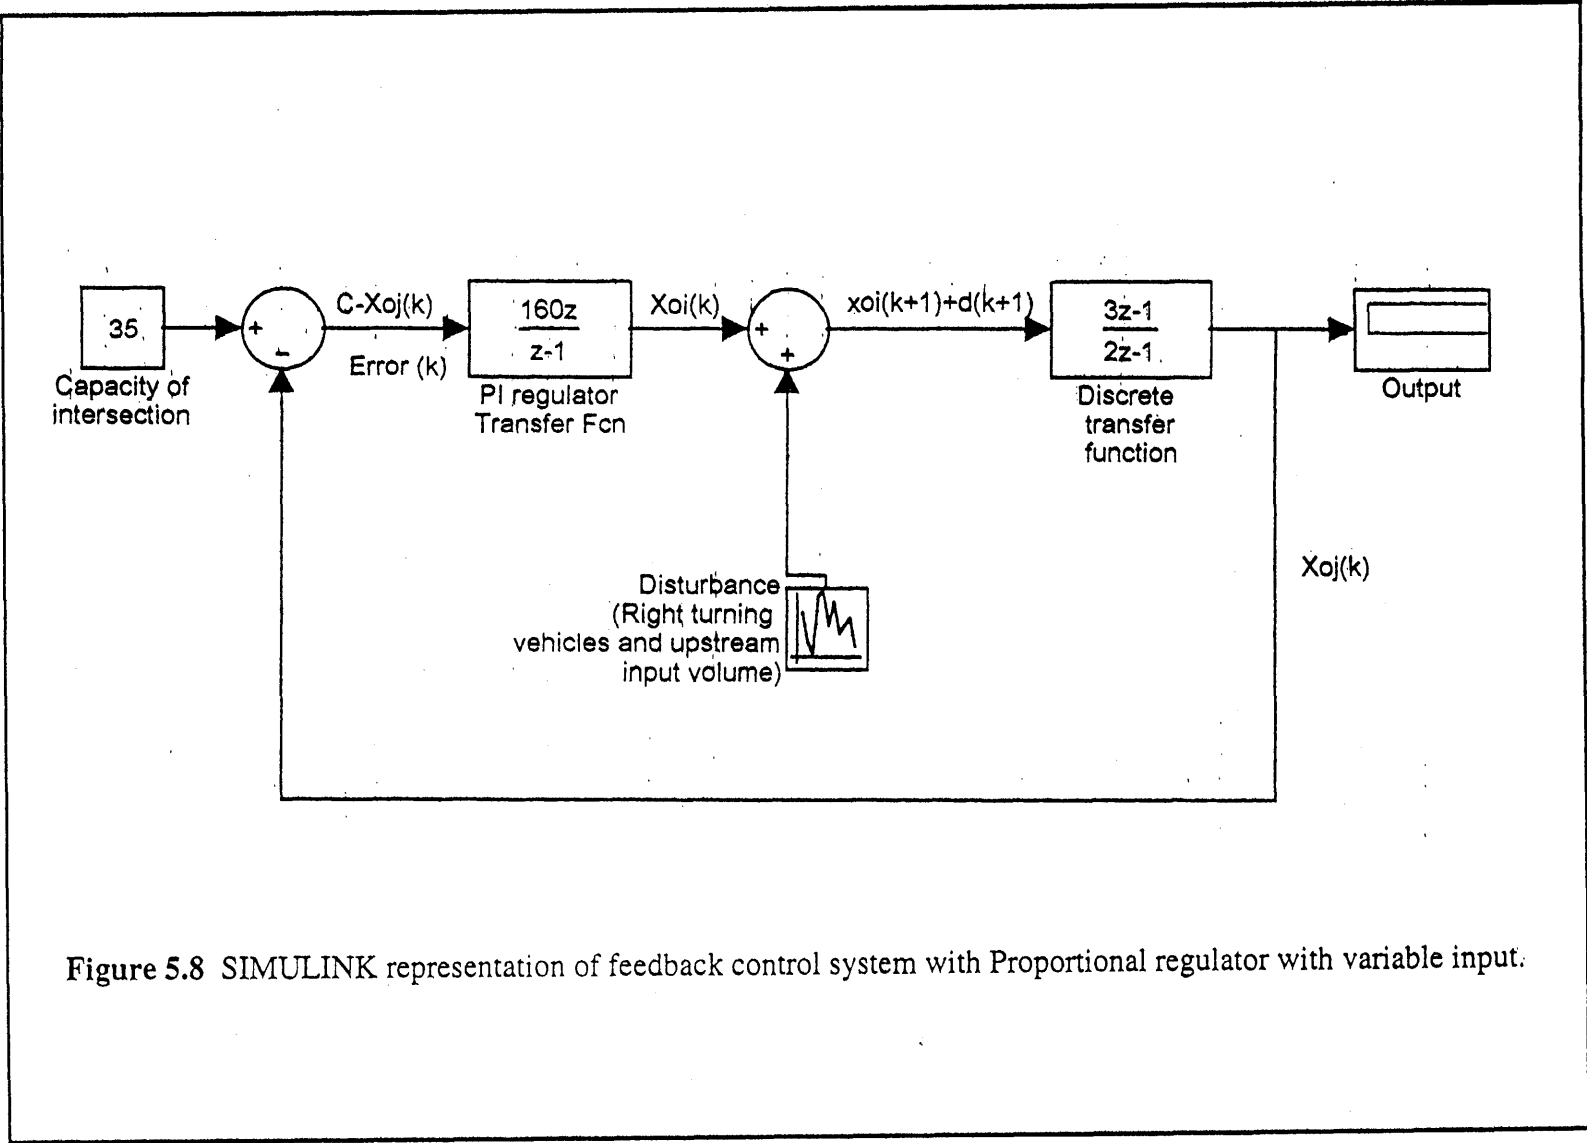 35
+
-
Capacity of
intersection
C-Xoj(k)
Error (k)
160z
z-1
PI regulator
Transfer Fcn
Xoi(k)
+
+
xoi(k+1)+d(k+1)
3z-1
2z-1
Discrete
transfer
function
Output
Disturbance
(Right turning
vehicles and upstream
input volume)
Xoj(k)
Figure 5.8 SIMULINK representation of feedback control system with Proportional regulator with variable input.